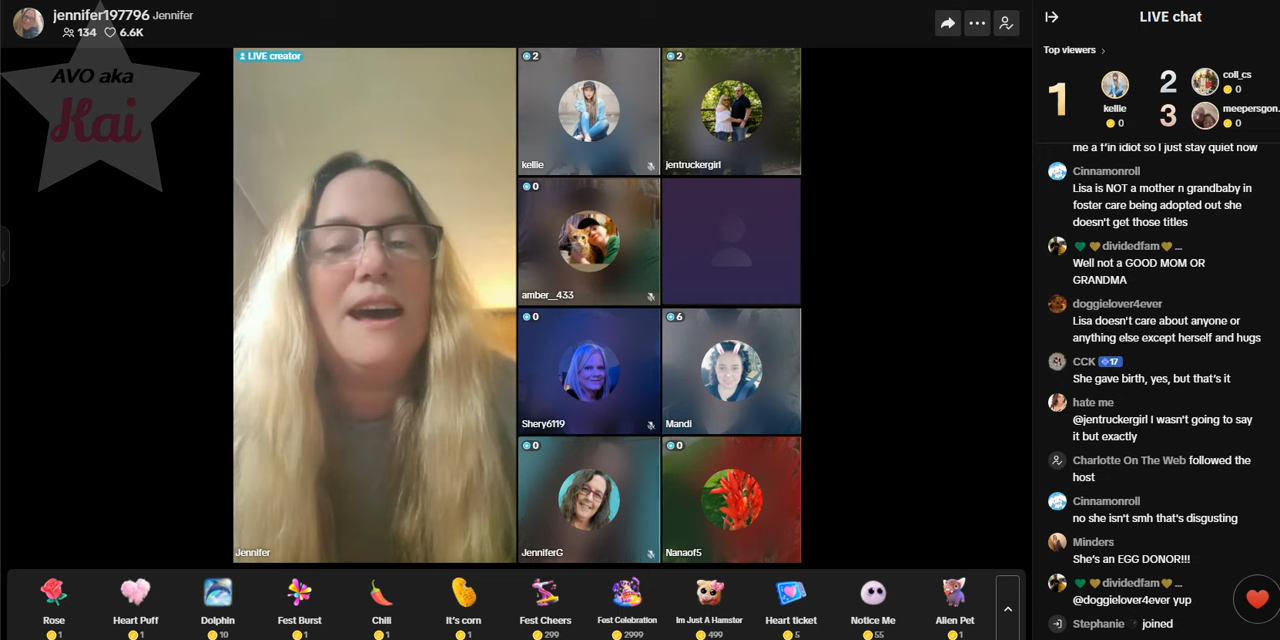 jennifer197796 Jennifer
134 6.6K
AVO aka
Kai
LIVE creator
2
kellie
2
jentruckergirl
0
amber__433
0
Shery6119
6
Mandi
0
JenniferG
0
Nanaof5
Jennifer
Rose
1
Heart Puff
1
Dolphin
10
Fest Burst
1
Chili
1
It's corn
1
Fest Cheers
299
Fest Celebration
2999
Im Just A Hamster
499
Heart ticket
5
Notice Me
55
Alien Pet
1
LIVE chat
Top viewers
1
kellie
0
2
coll_cs
0
3
meepersgon...
0
me a f'in idiot so I just stay quiet now
Cinnamonroll
Lisa is NOT a mother n grandbaby in
foster care being adopted out she
doesn't get those titles
dividedfam💛 ...
Well not a GOOD MOM OR
GRANDMA
doggielover4ever
Lisa doesn't care about anyone or
anything else except herself and hugs
CCK 17
She gave birth, yes, but that's it
hate me
@jentruckergirl I wasn't going to say
it but exactly
Charlotte On The Web followed the
host
Cinnamonroll
no she isn't smh that's disgusting
Minders
She's an EGG DONOR!!!
dividedfam💛 ...
@doggielover4ever yup
Stephanie joined